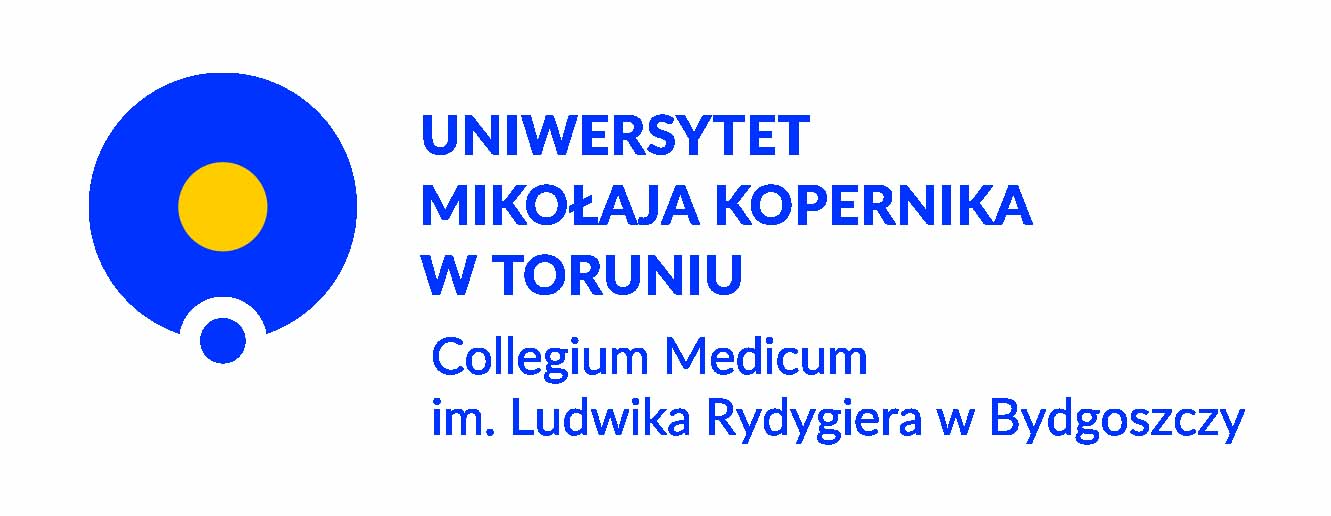 UNIWERSYTET
MIKOŁAJA KOPERNIKA
W TORUNIU
Collegium Medicum
im. Ludwika Rydygiera w Bydgoszczy